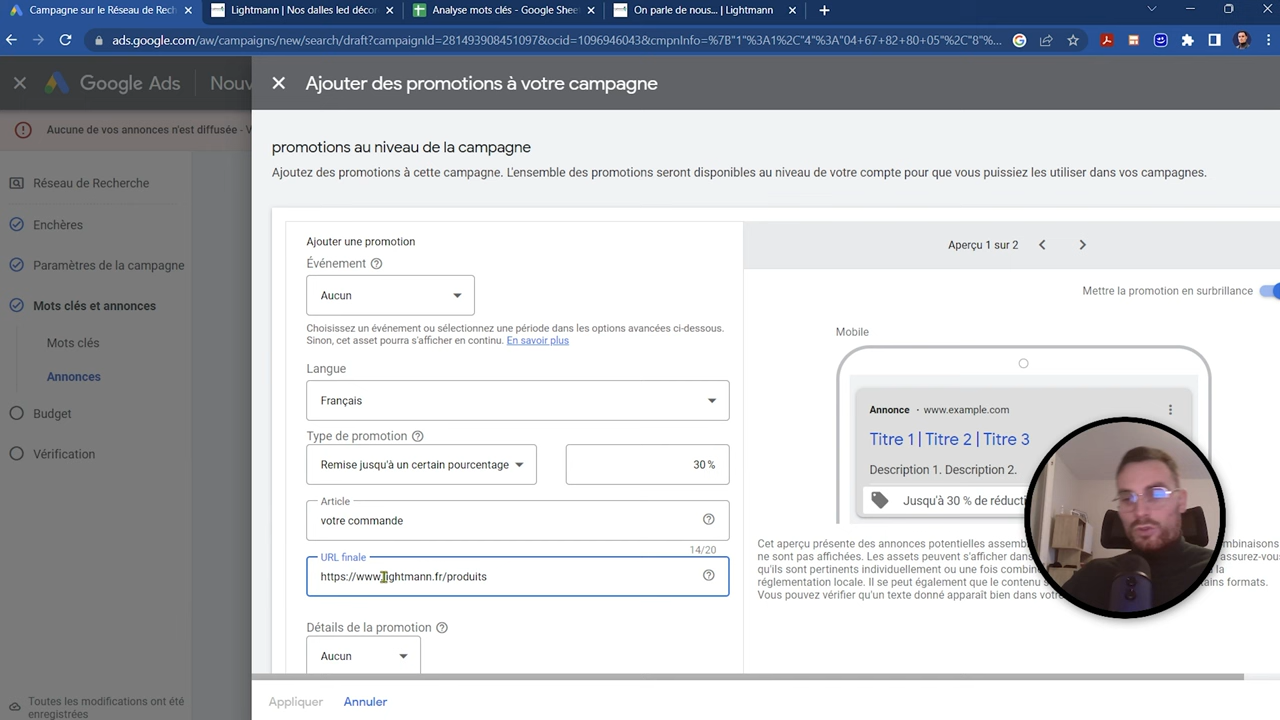 Campagne sur le Réseau de Rech
Lightmann | Nos dalles led décor
Analyse mots clés - Google Shee
On parle de nous... | Lightmann
ads.google.com/aw/campaigns/new/search/draft?campaignId=281493908451097&ocid=1096946043&cmpnInfo=%7B"1"%3A1%2C"4"%3A"04+67+82+80+05"%2C"8"%...
Google Ads
Nouv
Ajouter des promotions à votre campagne
Aucune de vos annonces n'est diffusée - V
Réseau de Recherche
Enchères
Paramètres de la campagne
Mots clés et annonces
Mots clés
Annonces
Budget
Vérification
Toutes les modifications ont été
enregistrées
promotions au niveau de la campagne
Ajoutez des promotions à cette campagne. L'ensemble des promotions seront disponibles au niveau de votre compte pour que vous puissiez les utiliser dans vos campagnes.
Ajouter une promotion
Événement
Aucun
Choisissez un événement ou sélectionnez une période dans les options avancées ci-dessous.
Sinon, cet asset pourra s'afficher en continu. En savoir plus
Langue
Français
Type de promotion
Remise jusqu'à un certain pourcentage
30 %
Article
votre commande
14/20
URL finale
https://www.lightmann.fr/produits
Détails de la promotion
Aucun
Appliquer
Annuler
Aperçu 1 sur 2
Mettre la promotion en surbrillance
Mobile
Annonce · www.example.com
Titre 1 | Titre 2 | Titre 3
Description 1. Description 2.
Jusqu'à 30 % de réducti
Cet aperçu présente des annonces potentielles assemb
ombinaisons
ne sont pas affichées. Les assets peuvent s'afficher dans
assurez-vous
qu'ils sont pertinents individuellement ou une fois combin
la
réglementation locale. Il se peut également que le contenu s
rtains formats.
Vous pouvez vérifier qu'un texte donné apparaît bien dans votre